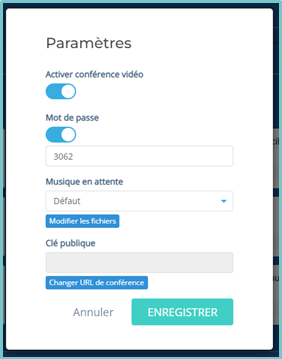 Paramètres
Activer conférence vidéo
Mot de passe
3062
Musique en attente
Défaut
Modifier les fichiers
Clé publique
Changer URL de conférence
Annuler ENREGISTRER